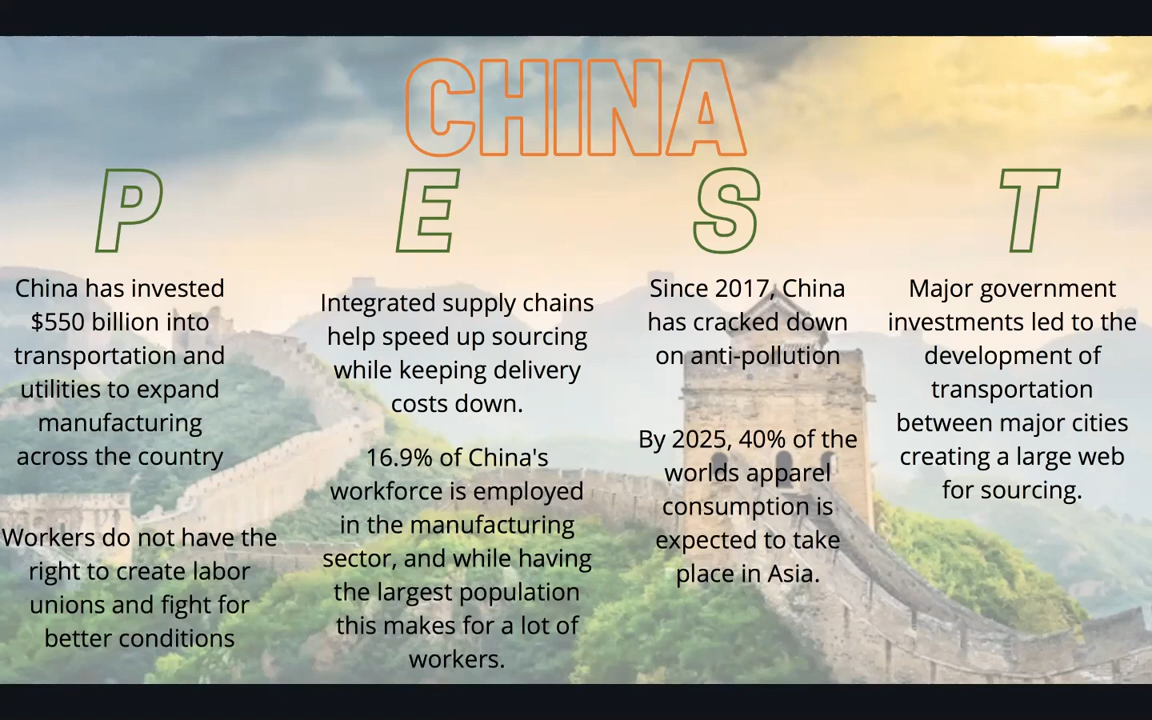 CHINA
P
E
S
T
China has invested
$550 billion into
transportation and
utilities to expand
manufacturing
across the country
Workers do not have the
right to create labor
unions and fight for
better conditions
Integrated supply chains
help speed up sourcing
while keeping delivery
costs down.
16.9% of China's
workforce is employed
in the manufacturing
sector, and while having
the largest population
this makes for a lot of
workers.
Since 2017, China
has cracked down
on anti-pollution
By 2025, 40% of the
worlds apparel
consumption is
expected to take
place in Asia.
Major government
investments led to the
development of
transportation
between major cities
creating a large web
for sourcing.